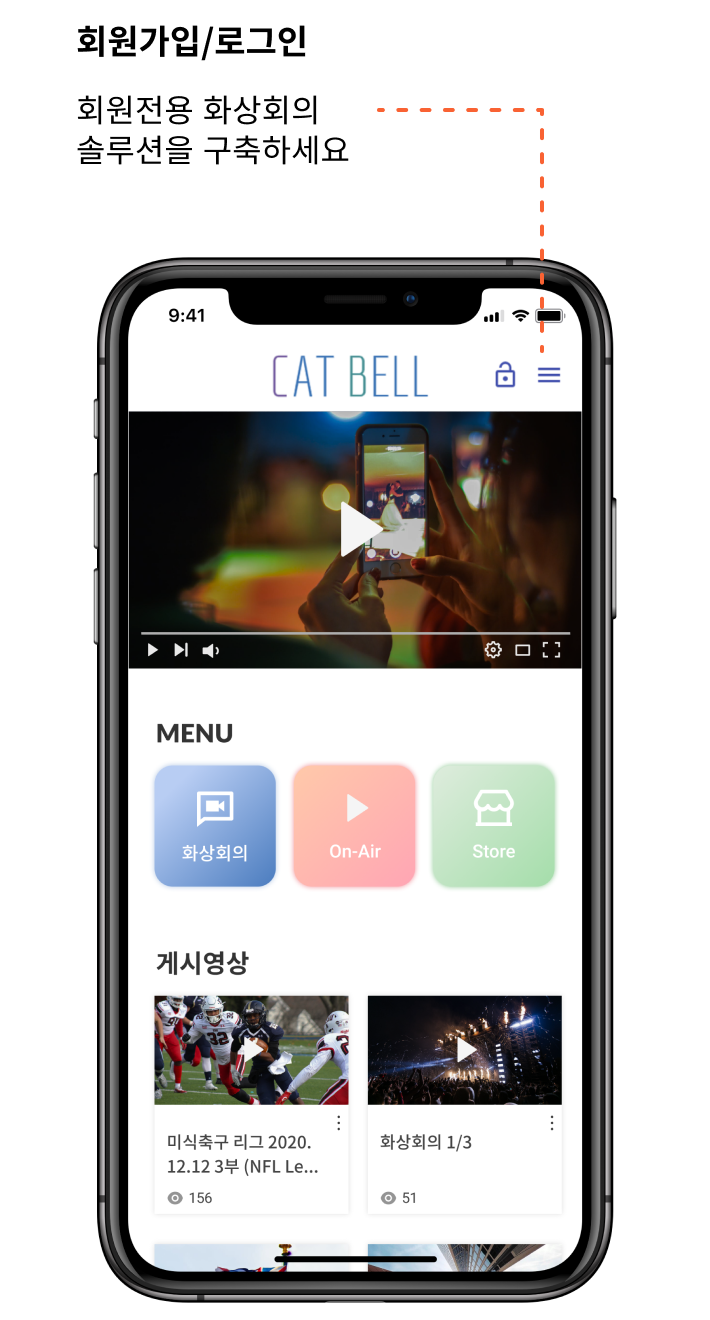 회원가입/로그인
회원전용 화상회의
솔루션을 구축하세요
9:41
CAT BELL
MENU
화상회의
On-Air
Store
게시영상
32
2
미식축구 리그 2020.
12.12 3부 (NFL Le...
156
화상회의 1/3
51